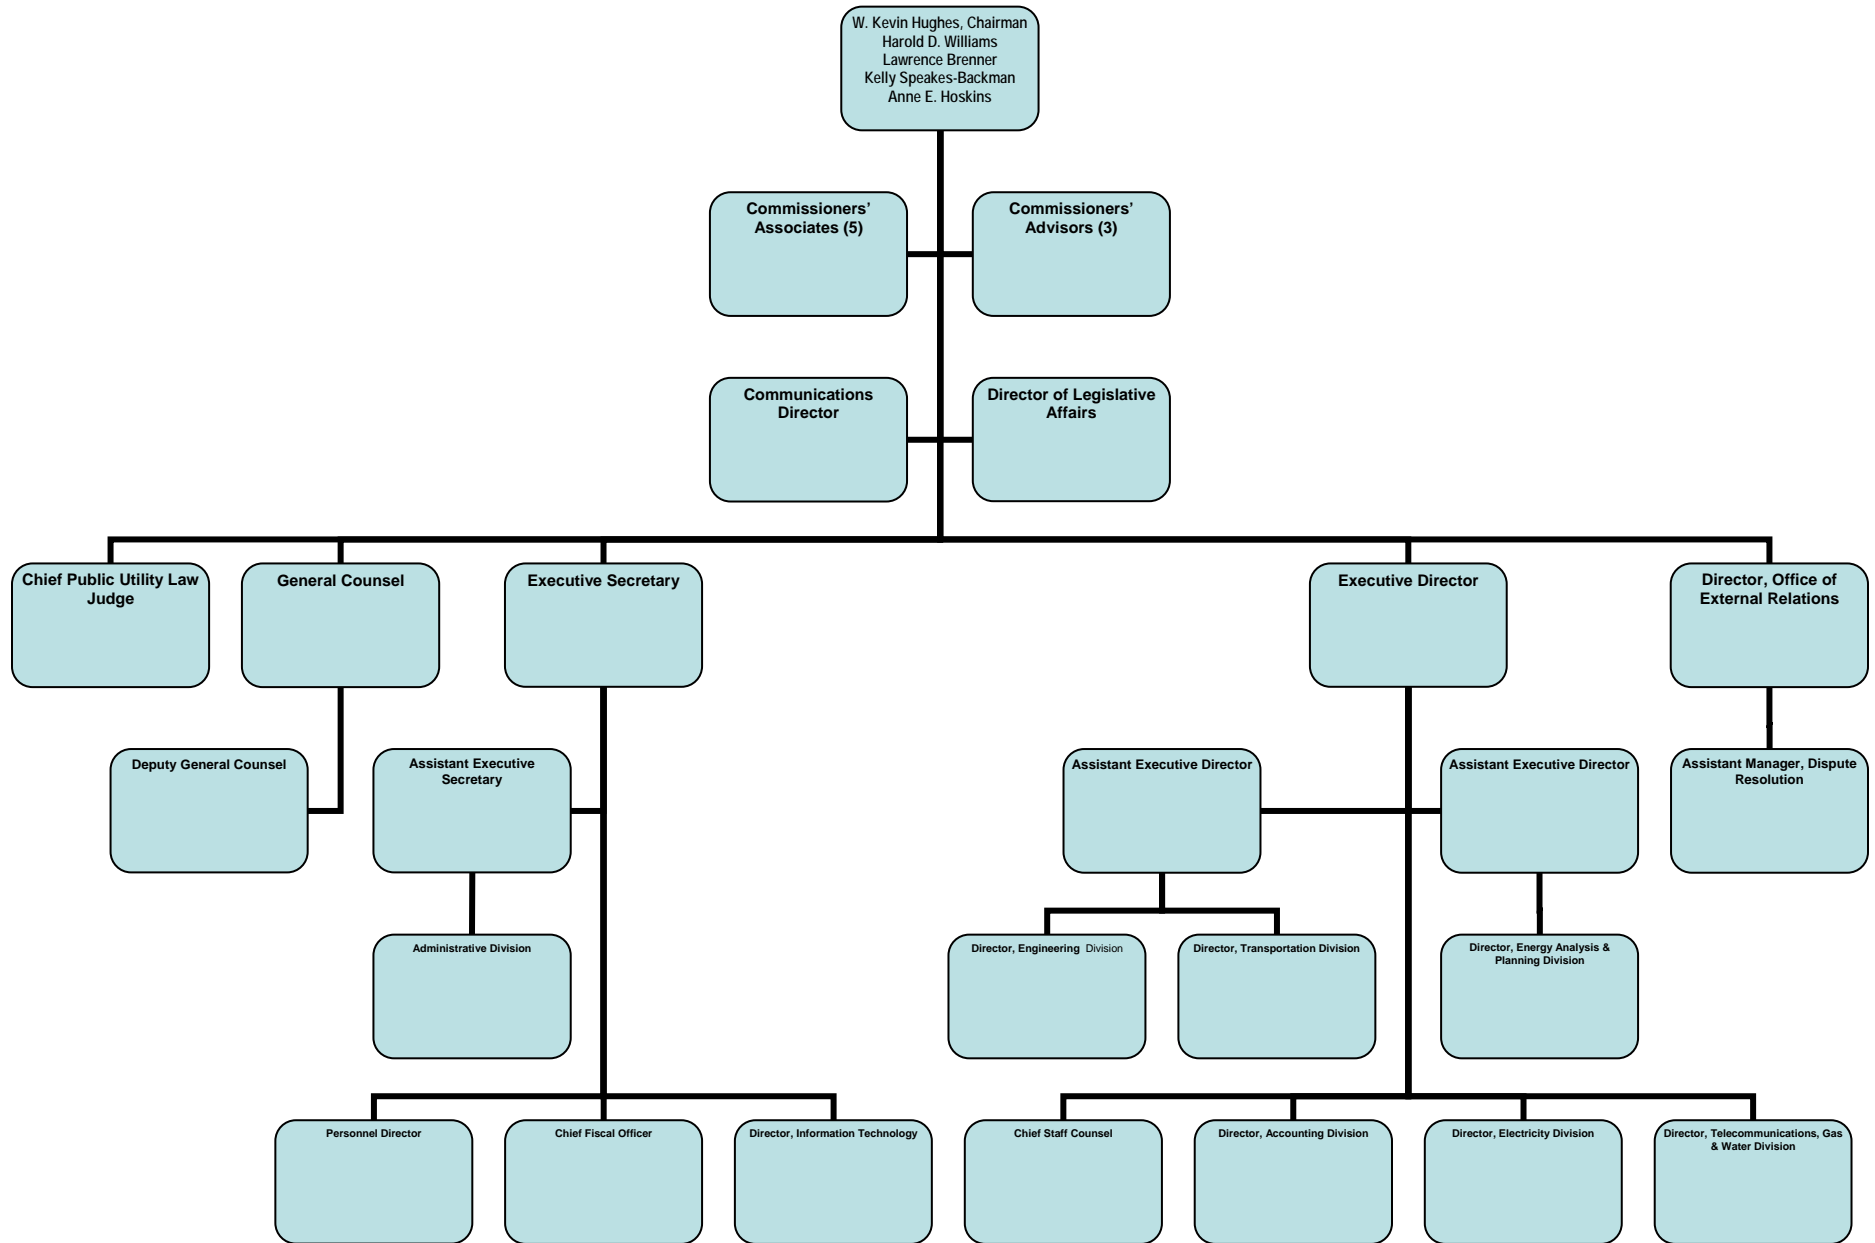 W. Kevin Hughes, Chairman
Harold D. Williams
Lawrence Brenner
Kelly Speakes-Backman
Anne E. Hoskins
Commissioners'
Associates (5)
Commissioners'
Advisors (3)
Communications
Director
Director of Legislative
Affairs
Chief Public Utility Law
Judge
General Counsel
Executive Secretary
Executive Director
Director, Office of
External Relations
Deputy General Counsel
Assistant Executive
Secretary
Assistant Executive Director
Assistant Executive Director
Assistant Manager, Dispute
Resolution
Administrative Division
Director, Engineering Division
Director, Transportation Division
Director, Energy Analysis &
Planning Division
Personnel Director
Chief Fiscal Officer
Director, Information Technology
Chief Staff Counsel
Director, Accounting Division
Director, Electricity Division
Director, Telecommunications, Gas
& Water Division